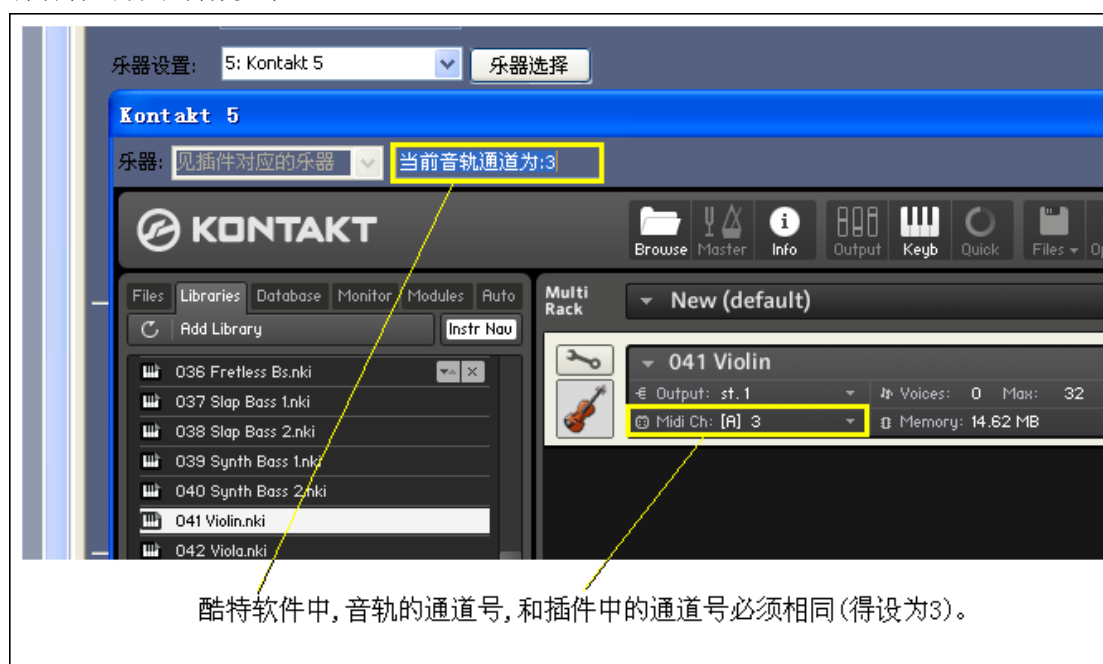 乐器设置: 5: Kontakt 5 乐器选择
Kontakt 5
乐器: 见插件对应的乐器 当前音轨通道为:3
KONTAKT
Browse Master Info Output Keyb Quick Files
Files Libraries Database Monitor Modules Auto
Add Library Instr Nav
036 Fretless Bs.nki
037 Slap Bass 1.nki
038 Slap Bass 2.nki
039 Synth Bass 1.nki
040 Synth Bass 2.nki
041 Violin.nki
042 Viola.nki
Multi Rack New (default)
041 Violin
Output: st.1 Voices: 0 Max: 32
Midi Ch: [A] 3 Memory: 14.62 MB
酷特软件中,音轨的通道号,和插件中的通道号必须相同(得设为3)。